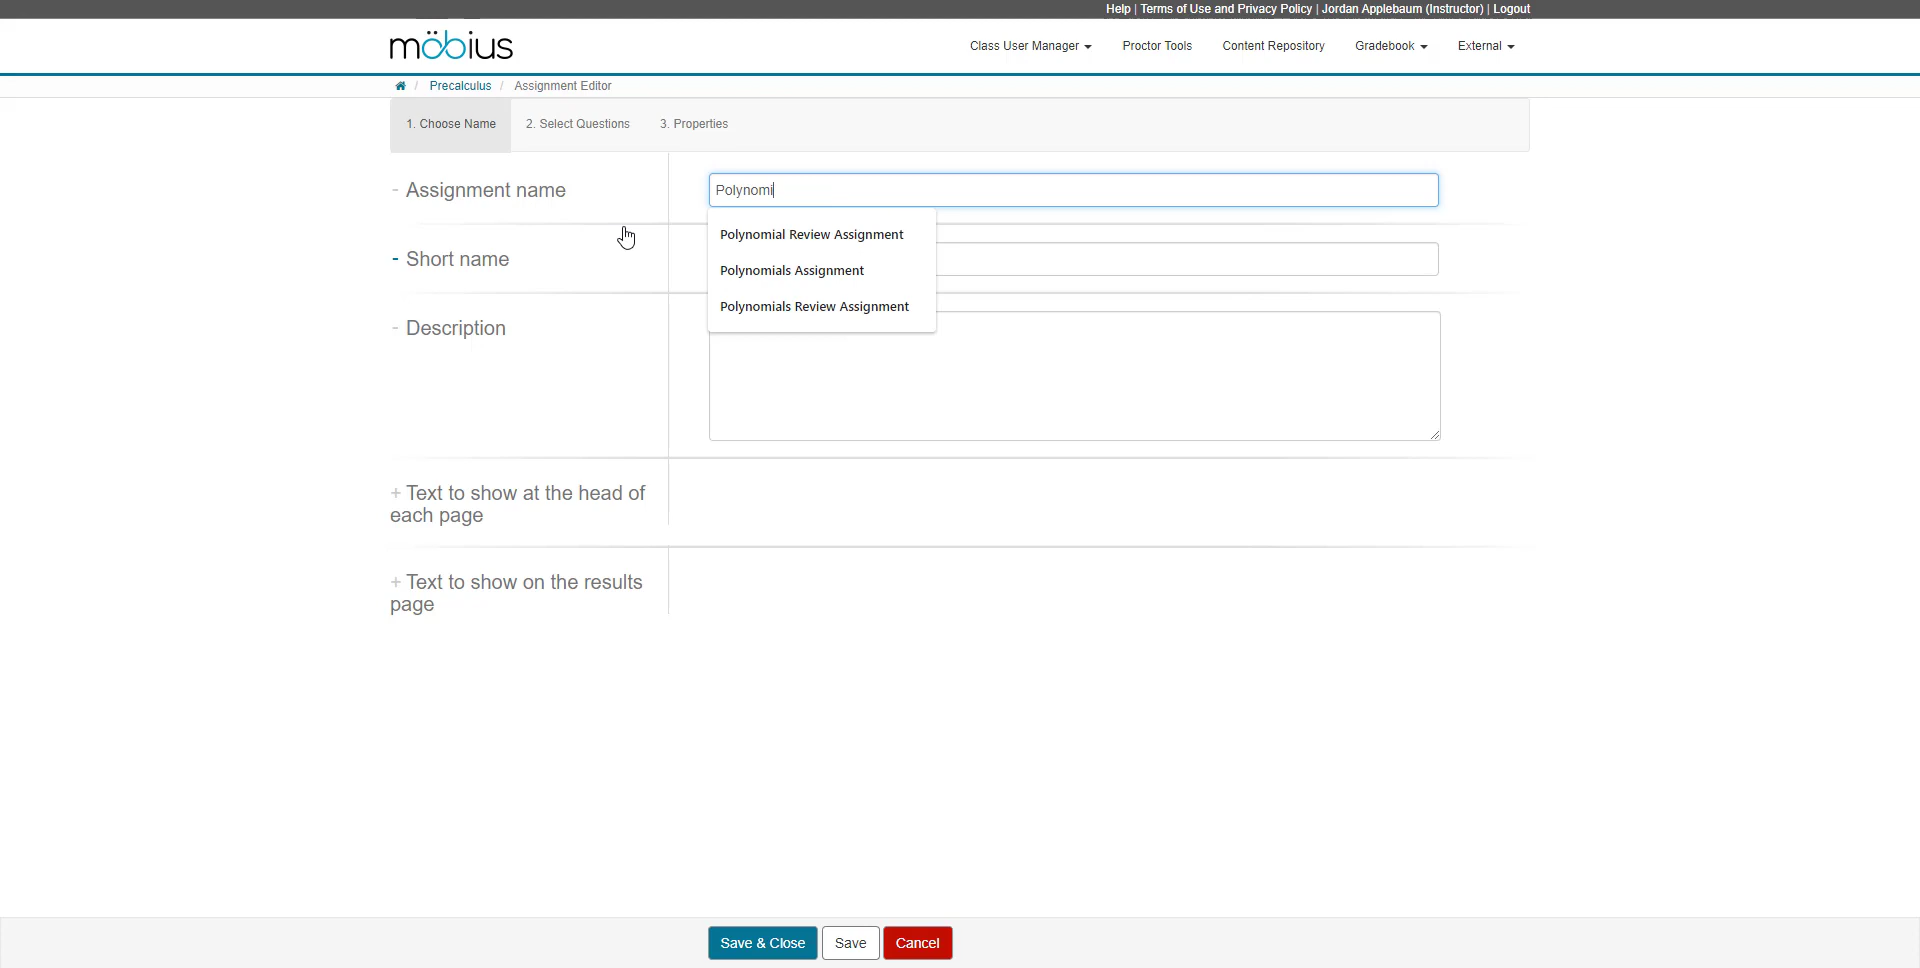 Help | Terms of Use and Privacy Policy | Jordan Applebaum (Instructor) | Logout
möbius
Class User Manager Proctor Tools Content Repository Gradebook External
/ Precalculus / Assignment Editor
1. Choose Name 2. Select Questions 3. Properties
- Assignment name
Polynomi
Polynomial Review Assignment
- Short name
Polynomials Assignment
Polynomials Review Assignment
- Description
+ Text to show at the head of
each page
+ Text to show on the results
page
Save & Close Save Cancel